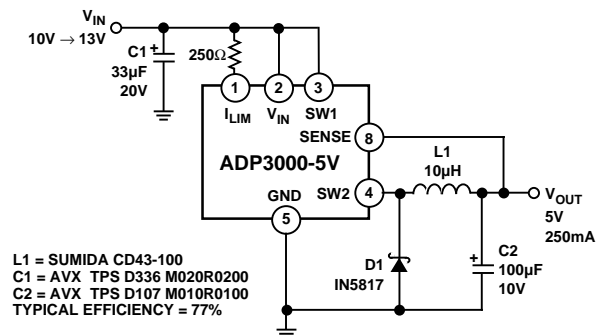 VIN
10V → 13V
C1
+
33µF
20V
250Ω
1
2
3
ILIM
VIN
SW1
SENSE
8
ADP3000-5V
L1
10µH
GND
SW2
4
5
VOUT
5V
250mA
D1
IN5817
+
C2
100µF
10V
L1 = SUMIDA CD43-100
C1 = AVX TPS D336 M020R0200
C2 = AVX TPS D107 M010R0100
TYPICAL EFFICIENCY = 77%